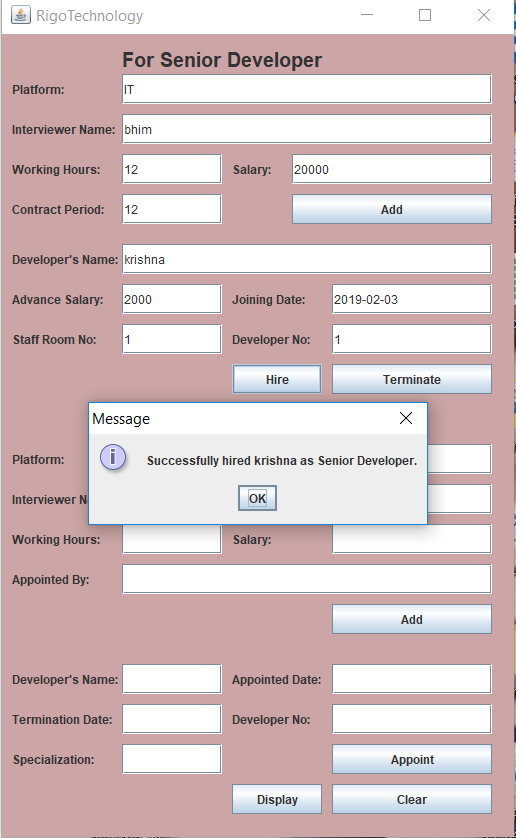 RigoTechnology
For Senior Developer
Platform: IT
Interviewer Name: bhim
Working Hours: 12 Salary: 20000
Contract Period: 12 Add
Developer's Name: krishna
Advance Salary: 2000 Joining Date: 2019-02-03
Staff Room No: 1 Developer No: 1
Hire Terminate
Message
Successfully hired krishna as Senior Developer.
OK
Platform:
Interviewer
Working Hours: Salary:
Appointed By:
Add
Developer's Name: Appointed Date:
Termination Date: Developer No:
Specialization: Appoint
Display Clear